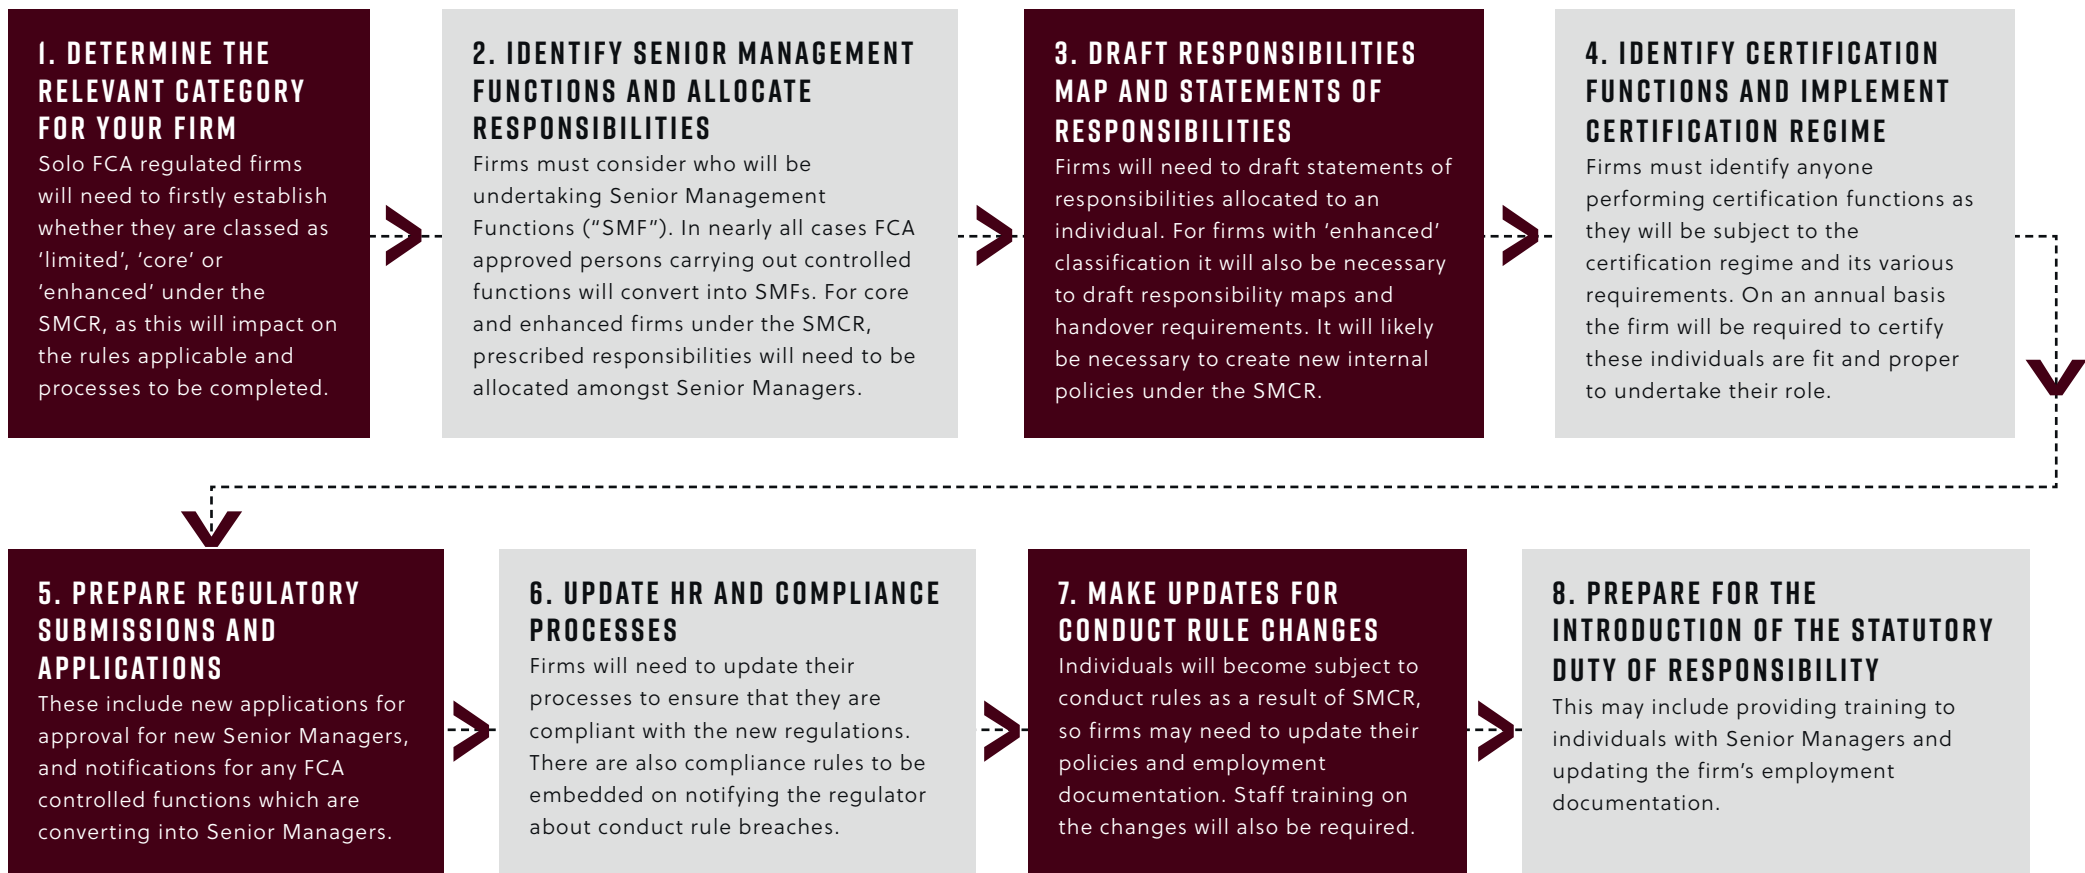 1. DETERMINE THE
RELEVANT CATEGORY
FOR YOUR FIRM
Solo FCA regulated firms
will need to firstly establish
whether they are classed as
‘limited’, ‘core’ or
‘enhanced’ under the
SMCR, as this will impact on
the rules applicable and
processes to be completed.
2. IDENTIFY SENIOR MANAGEMENT
FUNCTIONS AND ALLOCATE
RESPONSIBILITIES
Firms must consider who will be
undertaking Senior Management
Functions (“SMF”). In nearly all cases FCA
approved persons carrying out controlled
functions will convert into SMFs. For core
and enhanced firms under the SMCR,
prescribed responsibilities will need to be
allocated amongst Senior Managers.
3. DRAFT RESPONSIBILITIES
MAP AND STATEMENTS OF
RESPONSIBILITIES
Firms will need to draft statements of
responsibilities allocated to an
individual. For firms with ‘enhanced’
classification it will also be necessary
to draft responsibility maps and
handover requirements. It will likely
be necessary to create new internal
policies under the SMCR.
4. IDENTIFY CERTIFICATION
FUNCTIONS AND IMPLEMENT
CERTIFICATION REGIME
Firms must identify anyone
performing certification functions as
they will be subject to the
certification regime and its various
requirements. On an annual basis
the firm will be required to certify
these individuals are fit and proper
to undertake their role.
5. PREPARE REGULATORY
SUBMISSIONS AND
APPLICATIONS
These include new applications for
approval for new Senior Managers,
and notifications for any FCA
controlled functions which are
converting into Senior Managers.
6. UPDATE HR AND COMPLIANCE
PROCESSES
Firms will need to update their
processes to ensure that they are
compliant with the new regulations.
There are also compliance rules to be
embedded on notifying the regulator
about conduct rule breaches.
7. MAKE UPDATES FOR
CONDUCT RULE CHANGES
Individuals will become subject to
conduct rules as a result of SMCR,
so firms may need to update their
policies and employment
documentation. Staff training on
the changes will also be required.
8. PREPARE FOR THE
INTRODUCTION OF THE STATUTORY
DUTY OF RESPONSIBILITY
This may include providing training to
individuals with Senior Managers and
updating the firm’s employment
documentation.